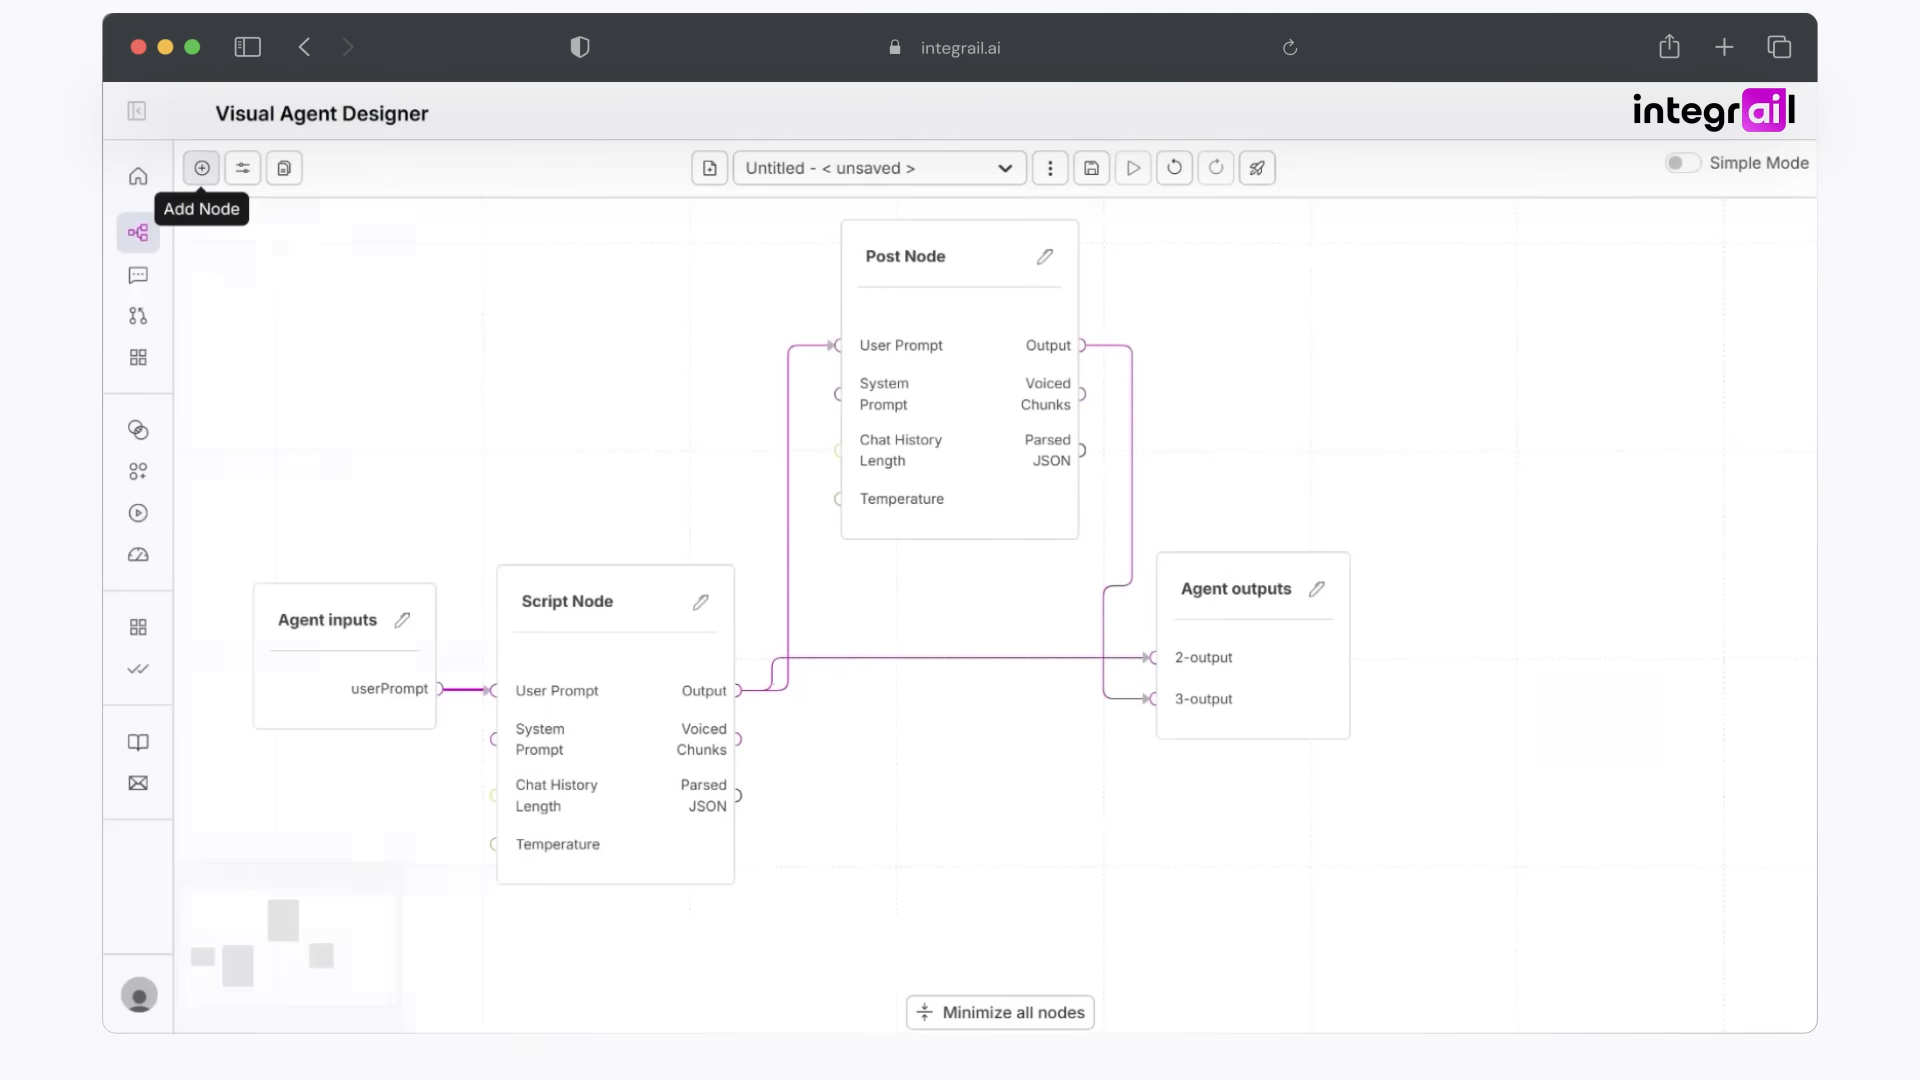 integrail.ai
Visual Agent Designer
integrail
Untitled - < unsaved >
Simple Mode
Add Node
Post Node
User Prompt
Output
System
Prompt
Voiced
Chunks
Chat History
Length
Parsed
JSON
Temperature
Agent inputs
userPrompt
Script Node
User Prompt
Output
System
Prompt
Voiced
Chunks
Chat History
Length
Parsed
JSON
Temperature
Agent outputs
2-output
3-output
Minimize all nodes